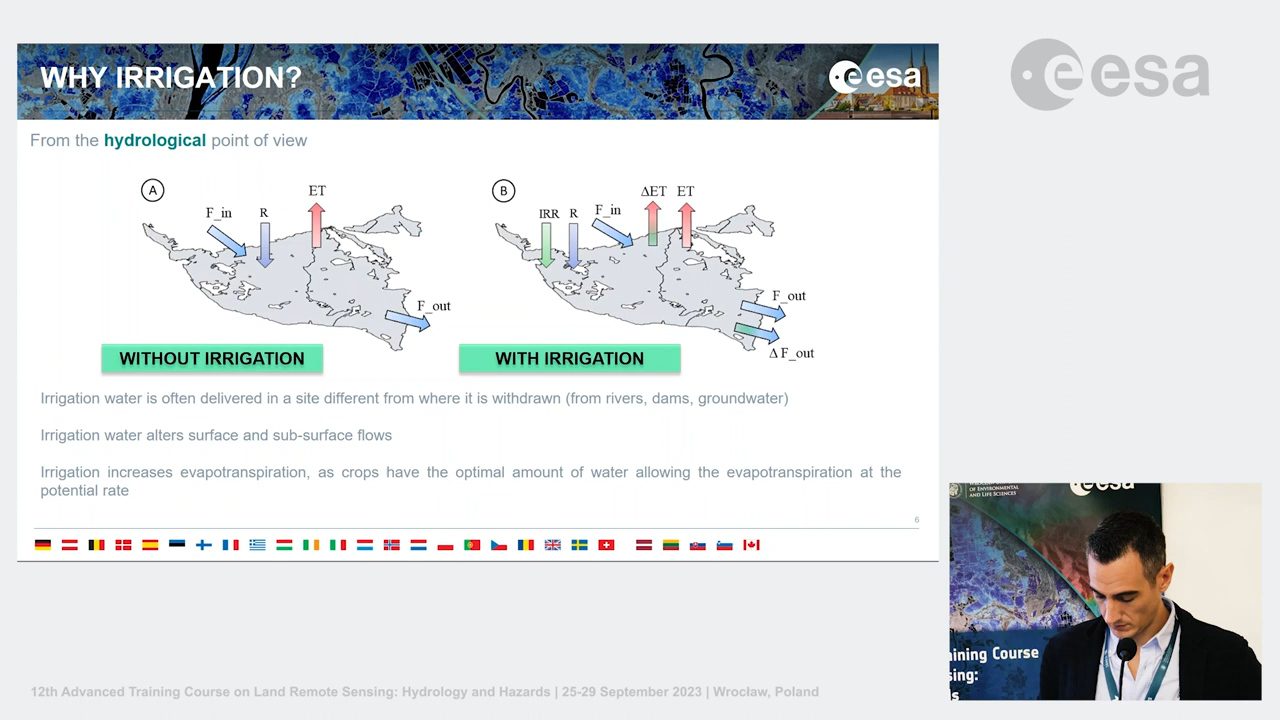 WHY IRRIGATION?
esa
esa
From the hydrological point of view
A
ET
F_in
R
F_out
WITHOUT IRRIGATION
B
ΔET
ET
IRR
R
F_in
F_out
Δ F_out
WITH IRRIGATION
Irrigation water is often delivered in a site different from where it is withdrawn (from rivers, dams, groundwater)
Irrigation water alters surface and sub-surface flows
Irrigation increases evapotranspiration, as crops have the optimal amount of water allowing the evapotranspiration at the
potential rate
6
OF ENVIRONMENTAL
AND LIFE SCIENCES
esa
aining Course
sing:
s
12th Advanced Training Course on Land Remote Sensing: Hydrology and Hazards | 25-29 September 2023 | Wrocław, Poland